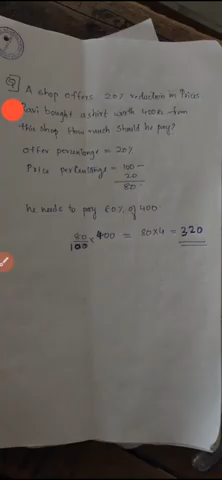 Q A shop offers 20% reduction in Prices
Ravi bought a shirt worth 400Rs from
this shop. How much should he pay?
offer percentage = 20%
Price percentage = 100 -
20
80
he needs to pay 80% of 400
80/100 × 400 = 80×4 = 320